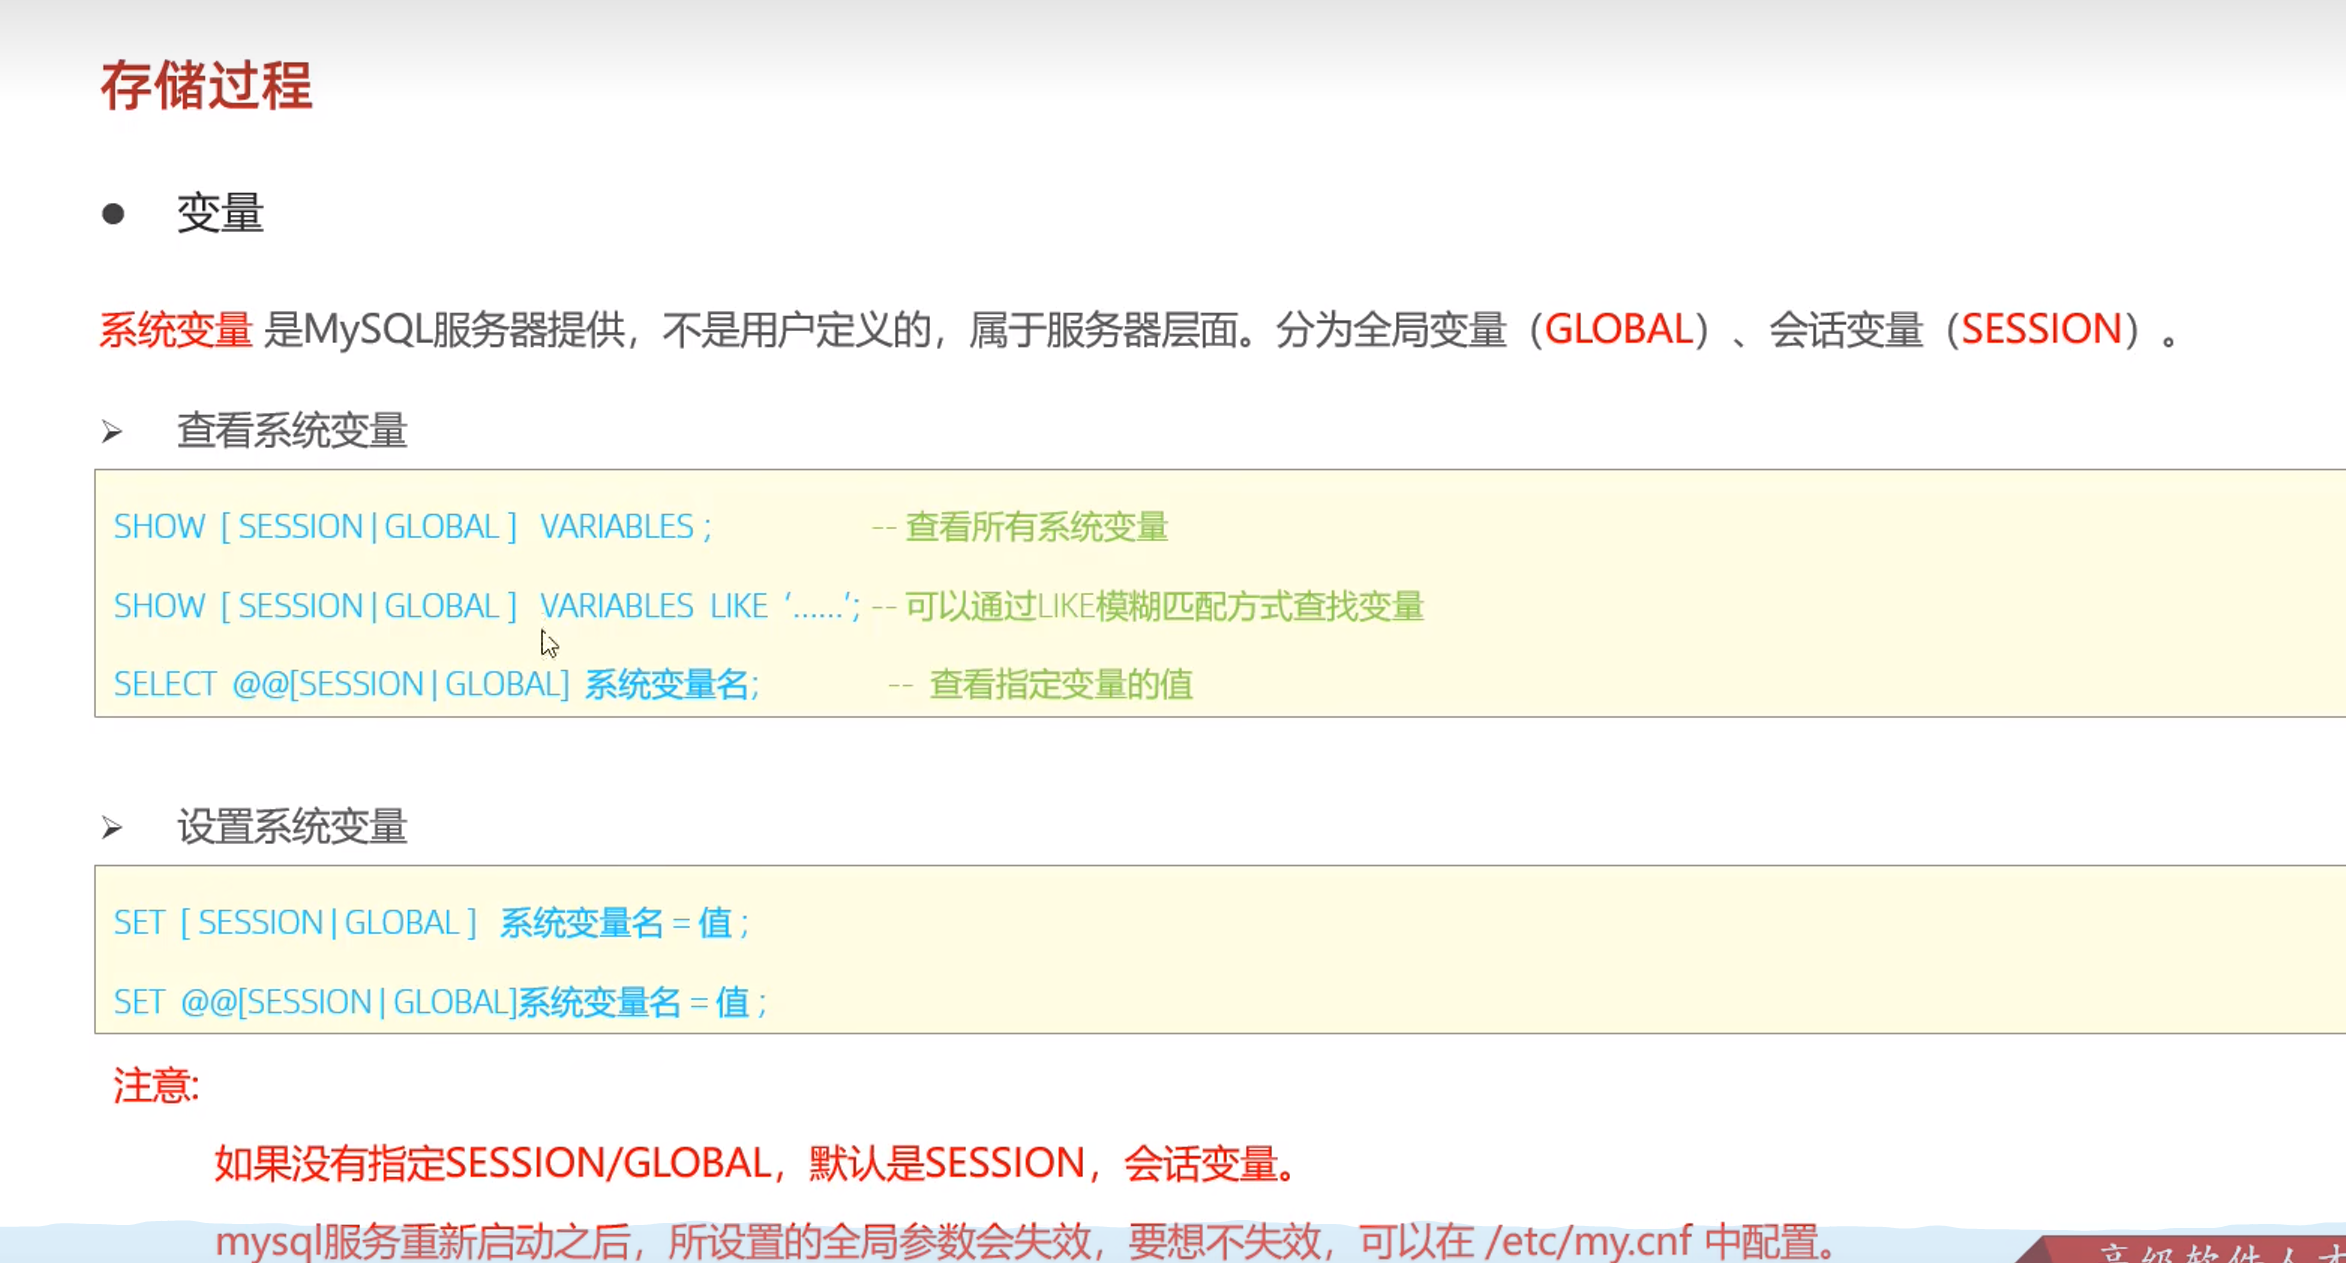 存储过程
● 变量
系统变量 是MySQL服务器提供，不是用户定义的，属于服务器层面。分为全局变量（GLOBAL）、会话变量（SESSION）。
➢ 查看系统变量
SHOW [ SESSION | GLOBAL ] VARIABLES ; -- 查看所有系统变量
SHOW [ SESSION | GLOBAL ] VARIABLES LIKE ‘......’; -- 可以通过LIKE模糊匹配方式查找变量
SELECT @@[SESSION | GLOBAL] 系统变量名; -- 查看指定变量的值
➢ 设置系统变量
SET [ SESSION | GLOBAL ] 系统变量名 = 值 ;
SET @@[SESSION | GLOBAL]系统变量名 = 值 ;
注意:
如果没有指定SESSION/GLOBAL，默认是SESSION，会话变量。
mysql服务重新启动之后，所设置的全局参数会失效，要想不失效，可以在 /etc/my.cnf 中配置。
高级软件人才